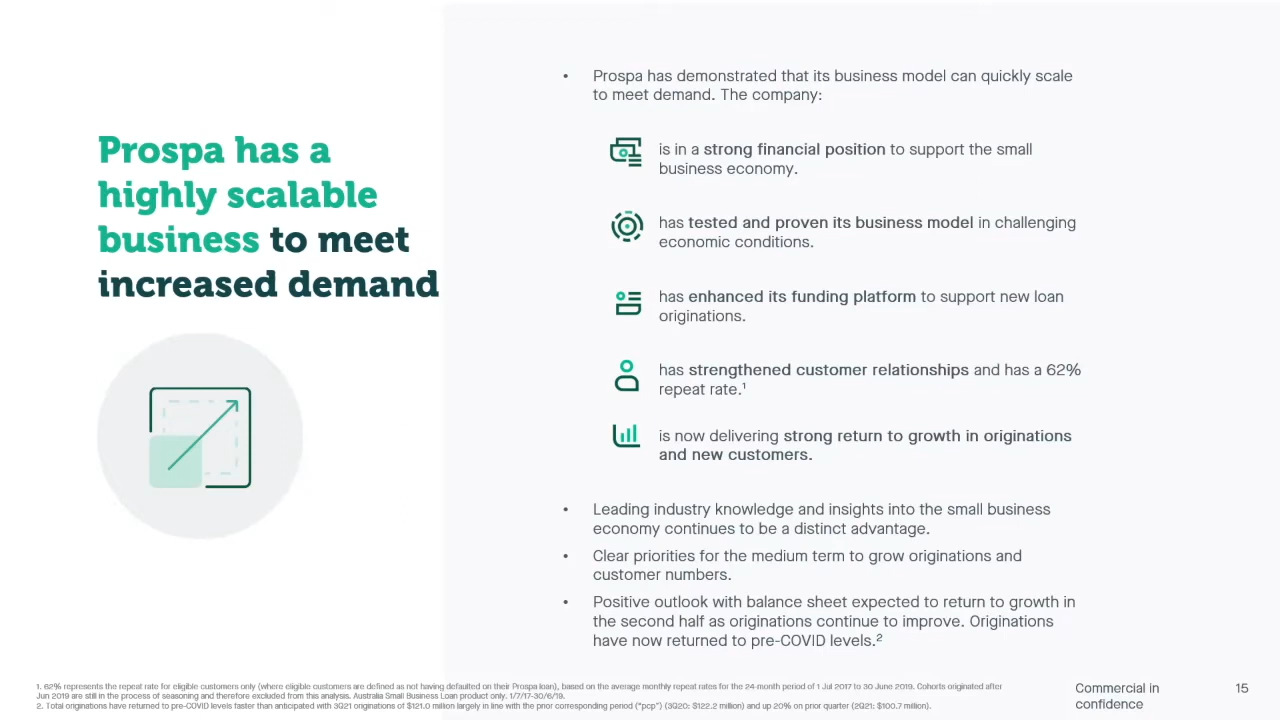 Prospa has a
highly scalable
business to meet
increased demand
• Prospa has demonstrated that its business model can quickly scale
to meet demand. The company:
is in a strong financial position to support the small
business economy.
has tested and proven its business model in challenging
economic conditions.
has enhanced its funding platform to support new loan
originations.
has strengthened customer relationships and has a 62%
repeat rate.¹
is now delivering strong return to growth in originations
and new customers.
• Leading industry knowledge and insights into the small business
economy continues to be a distinct advantage.
• Clear priorities for the medium term to grow originations and
customer numbers.
• Positive outlook with balance sheet expected to return to growth in
the second half as originations continue to improve. Originations
have now returned to pre-COVID levels.²
1. 62% represents the repeat rate for eligible customers only (where eligible customers are defined as not having defaulted on their Prospa loan), based on the average monthly repeat rates for the 24-month period of 1 Jul 2017 to 30 June 2019. Cohorts originated after
Jun 2019 are still in the process of seasoning and therefore excluded from this analysis. Australia Small Business Loan product only. 1/7/17-30/6/19.
2. Total originations have returned to pre-COVID levels faster than anticipated with 3Q21 originations of $121.0 million largely in line with the prior corresponding period ("pcp") (3Q20: $122.2 million) and up 20% on prior quarter (2Q21: $100.7 million).
Commercial in
confidence
15